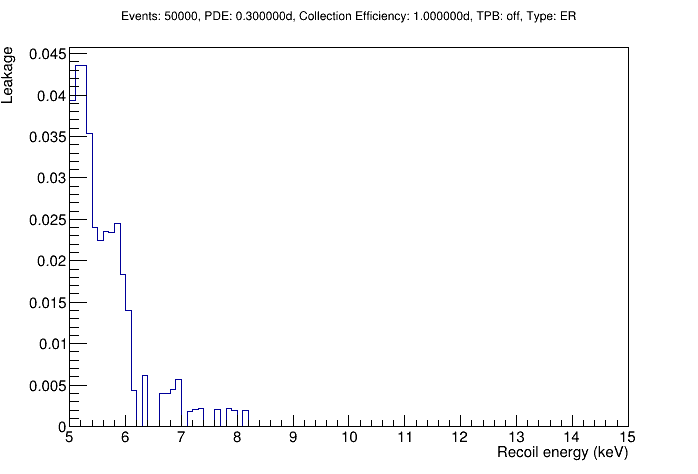 Events: 50000, PDE: 0.300000d, Collection Efficiency: 1.000000d, TPB: off, Type: ER
Leakage
0.045
0.04
0.035
0.03
0.025
0.02
0.015
0.01
0.005
0
5 6 7 8 9 10 11 12 13 14 15
Recoil energy (keV)